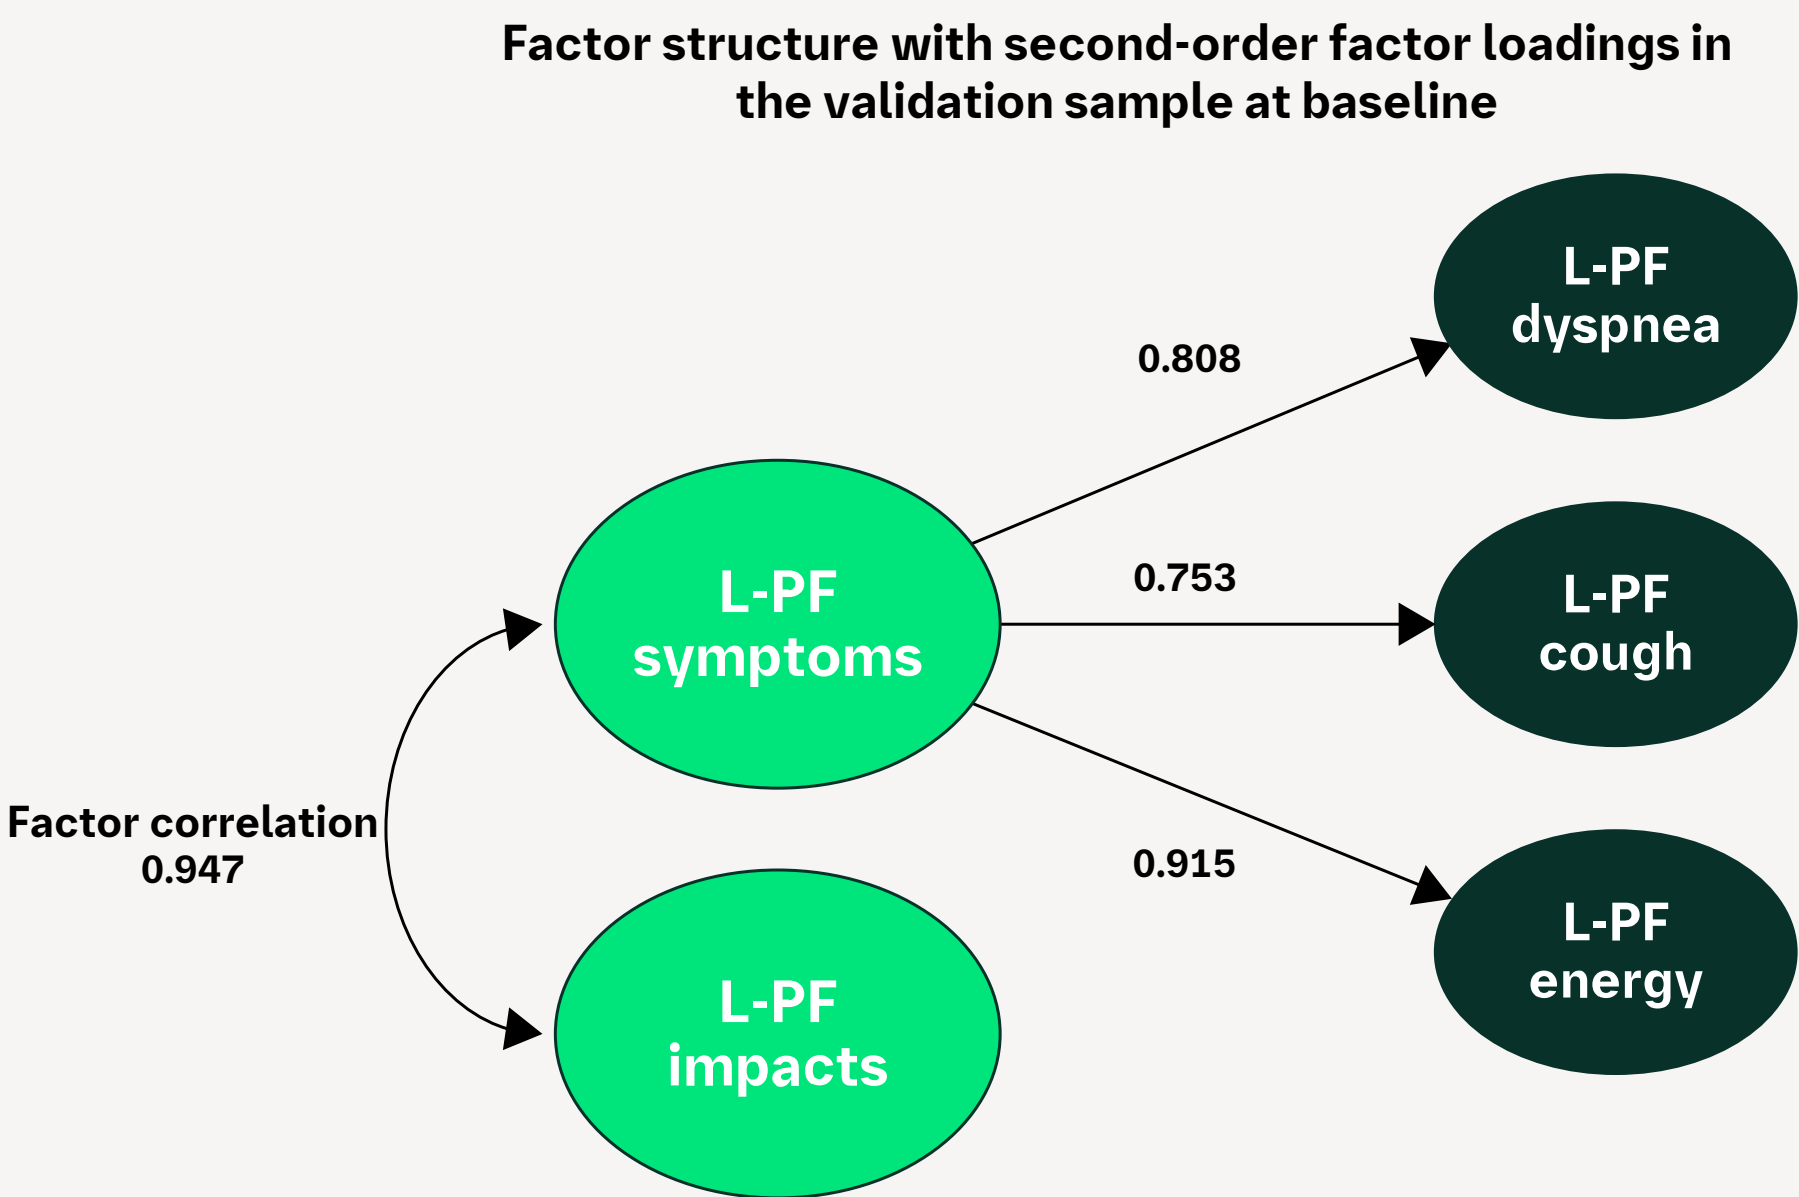 Factor structure with second-order factor loadings in
the validation sample at baseline
L-PF
dyspnea
0.808
L-PF
symptoms
0.753
L-PF
cough
Factor correlation
0.947
0.915
L-PF
energy
L-PF
impacts